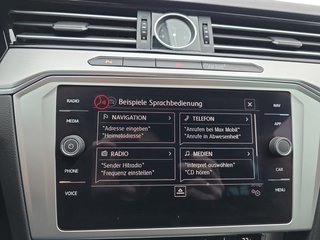 RADIO
MEDIA
PHONE
VOICE
Beispiele Sprachbedienung
NAV
APP
CAR
MENU
NAVIGATION
"Adresse eingeben"
"Heimatadresse"
TELEFON
"Anrufen bei Max Mobil"
"Anrufe in Abwesenheit"
RADIO
"Sender Hitradio"
"Frequenz einstellen"
MEDIEN
"Interpret auswählen"
"CD hören"